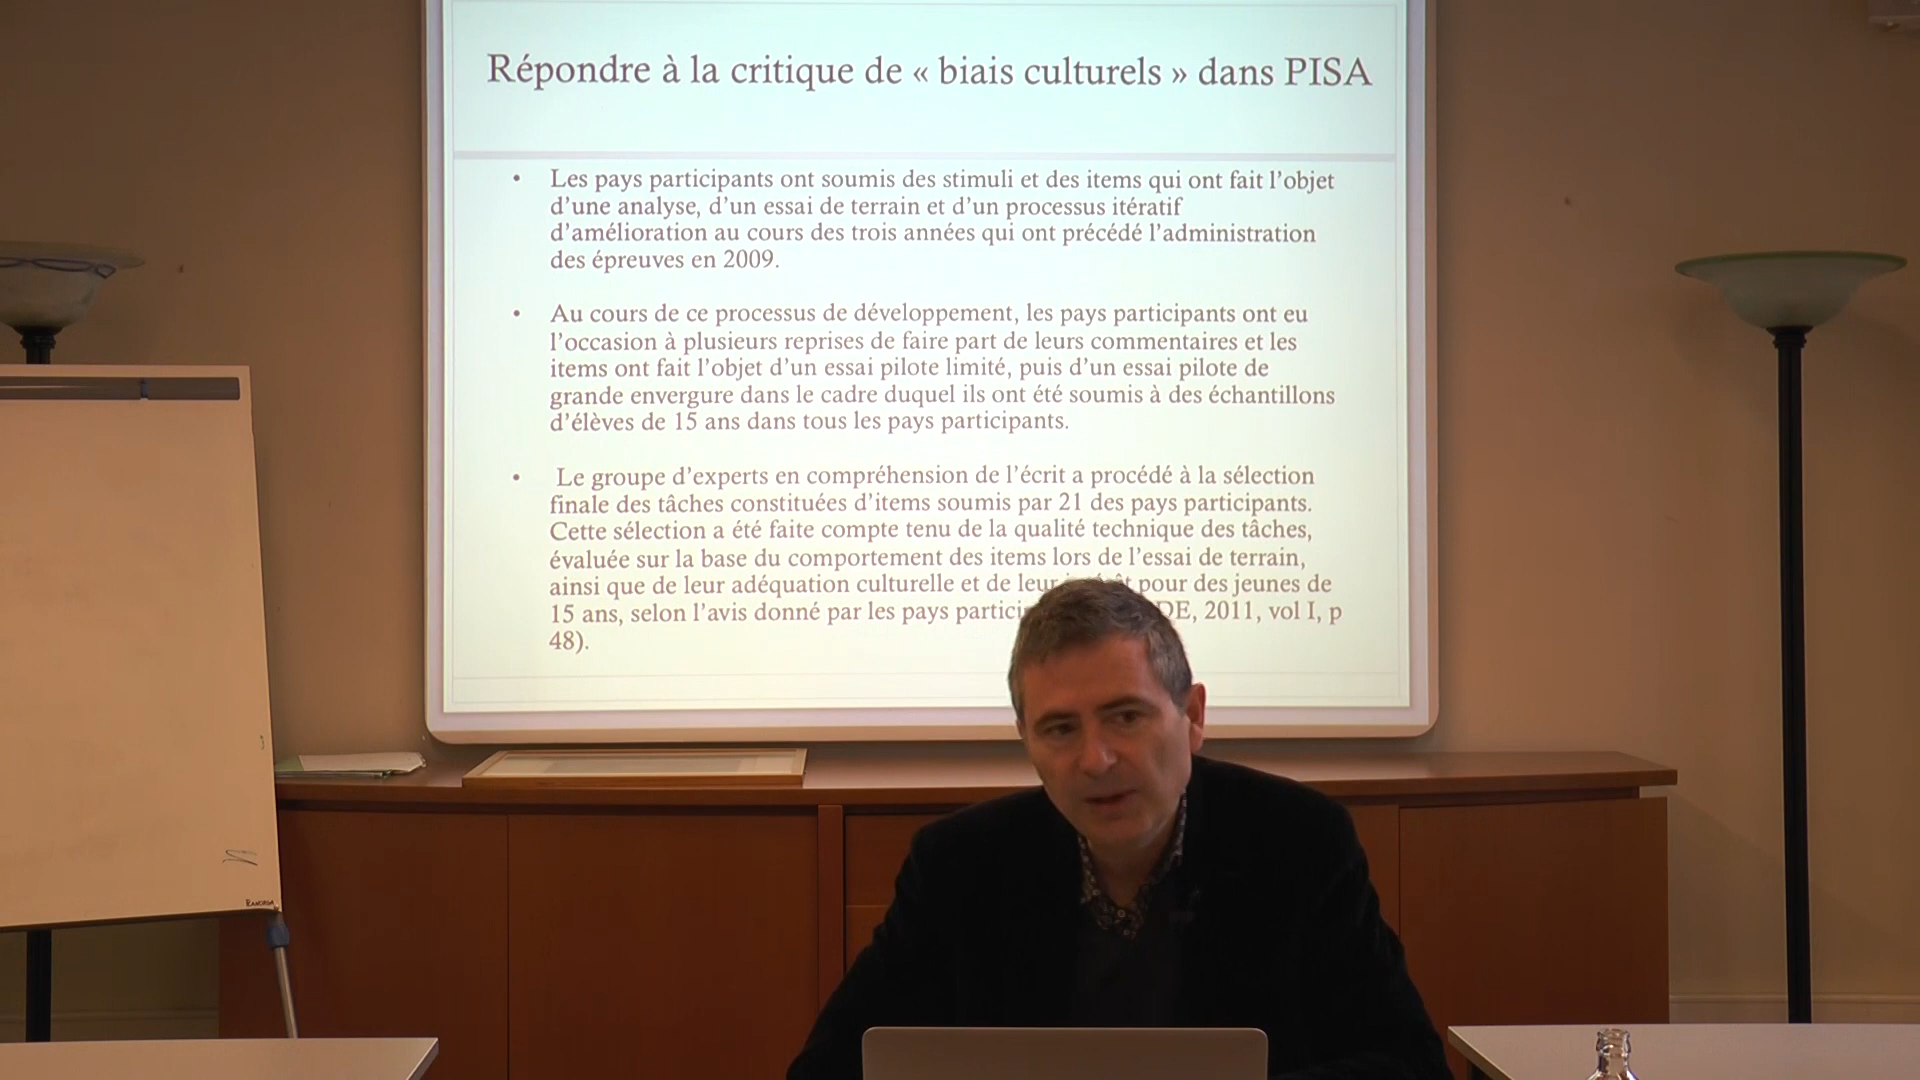 Répondre à la critique de « biais culturels » dans PISA
• Les pays participants ont soumis des stimuli et des items qui ont fait l’objet
d’une analyse, d’un essai de terrain et d’un processus itératif
d’amélioration au cours des trois années qui ont précédé l’administration
des épreuves en 2009.
• Au cours de ce processus de développement, les pays participants ont eu
l’occasion à plusieurs reprises de faire part de leurs commentaires et les
items ont fait l’objet d’un essai pilote limité, puis d’un essai pilote de
grande envergure dans le cadre duquel ils ont été soumis à des échantillons
d’élèves de 15 ans dans tous les pays participants.
• Le groupe d’experts en compréhension de l’écrit a procédé à la sélection
finale des tâches constituées d’items soumis par 21 des pays participants.
Cette sélection a été faite compte tenu de la qualité technique des tâches,
évaluée sur la base du comportement des items lors de l’essai de terrain,
ainsi que de leur adéquation culturelle et de leur pour des jeunes de
15 ans, selon l’avis donné par les pays 2011, vol I, p
48).